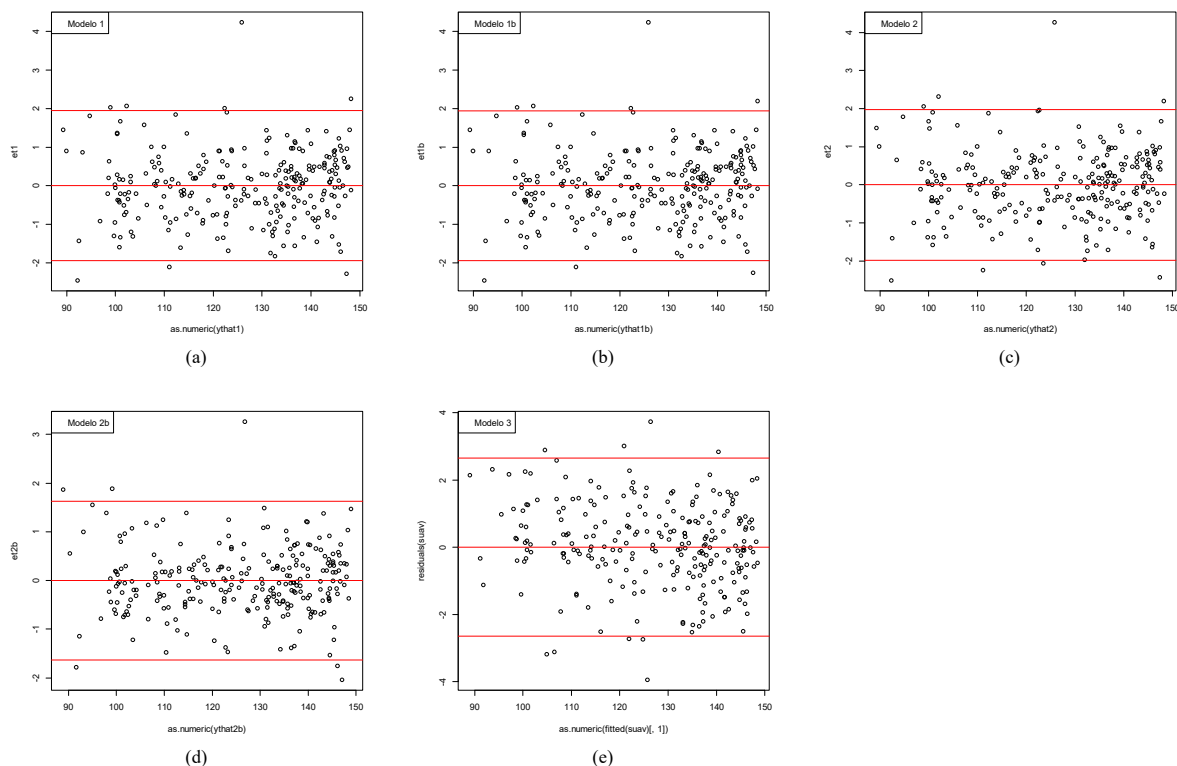 Modelo 1
4
3
2
1
0
-1
-2
et1
90 100 110 120 130 140 150
as.numeric(ythat1)
(a)
Modelo 1b
4
3
2
1
0
-1
-2
et1b
90 100 110 120 130 140 150
as.numeric(ythat1b)
(b)
Modelo 2
4
2
0
-2
et2
90 100 110 120 130 140 150
as.numeric(ythat2)
(c)
Modelo 2b
3
2
1
0
-1
-2
et2b
90 100 110 120 130 140 150
as.numeric(ythat2b)
(d)
Modelo 3
4
2
0
-2
-4
residuals(suav)
90 100 110 120 130 140 150
as.numeric(fitted(suav)[, 1])
(e)